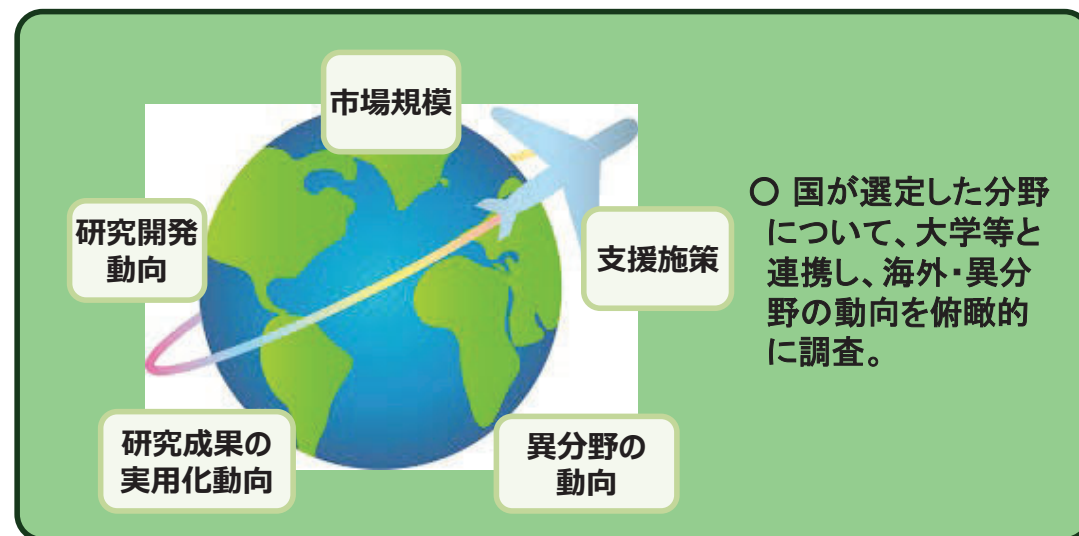 市場規模
研究開発
動向
支援施策
研究成果の
実用化動向
異分野の
動向
○ 国が選定した分野
について、大学等と
連携し、海外・異分
野の動向を俯瞰的
に調査。